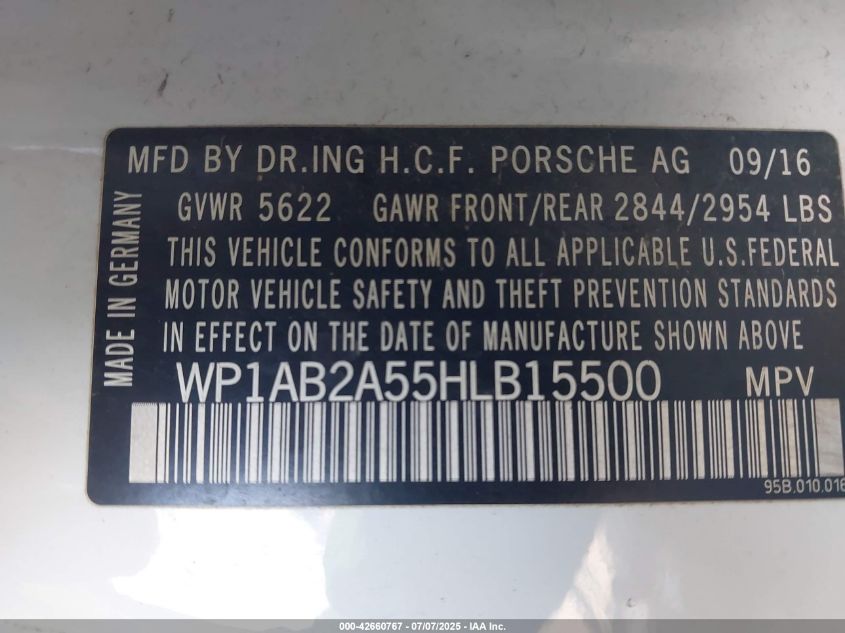 MFD BY DR.ING H.C.F. PORSCHE AG 09/16
GVWR 5622 GAWR FRONT/REAR 2844/2954 LBS
THIS VEHICLE CONFORMS TO ALL APPLICABLE U.S.FEDERAL
MOTOR VEHICLE SAFETY AND THEFT PREVENTION STANDARDS
IN EFFECT ON THE DATE OF MANUFACTURE SHOWN ABOVE
WP1AB2A55HLB15500 MPV
MADE IN GERMANY
95B.010.016
000-42660767 - 07/07/2025 - IAA Inc.